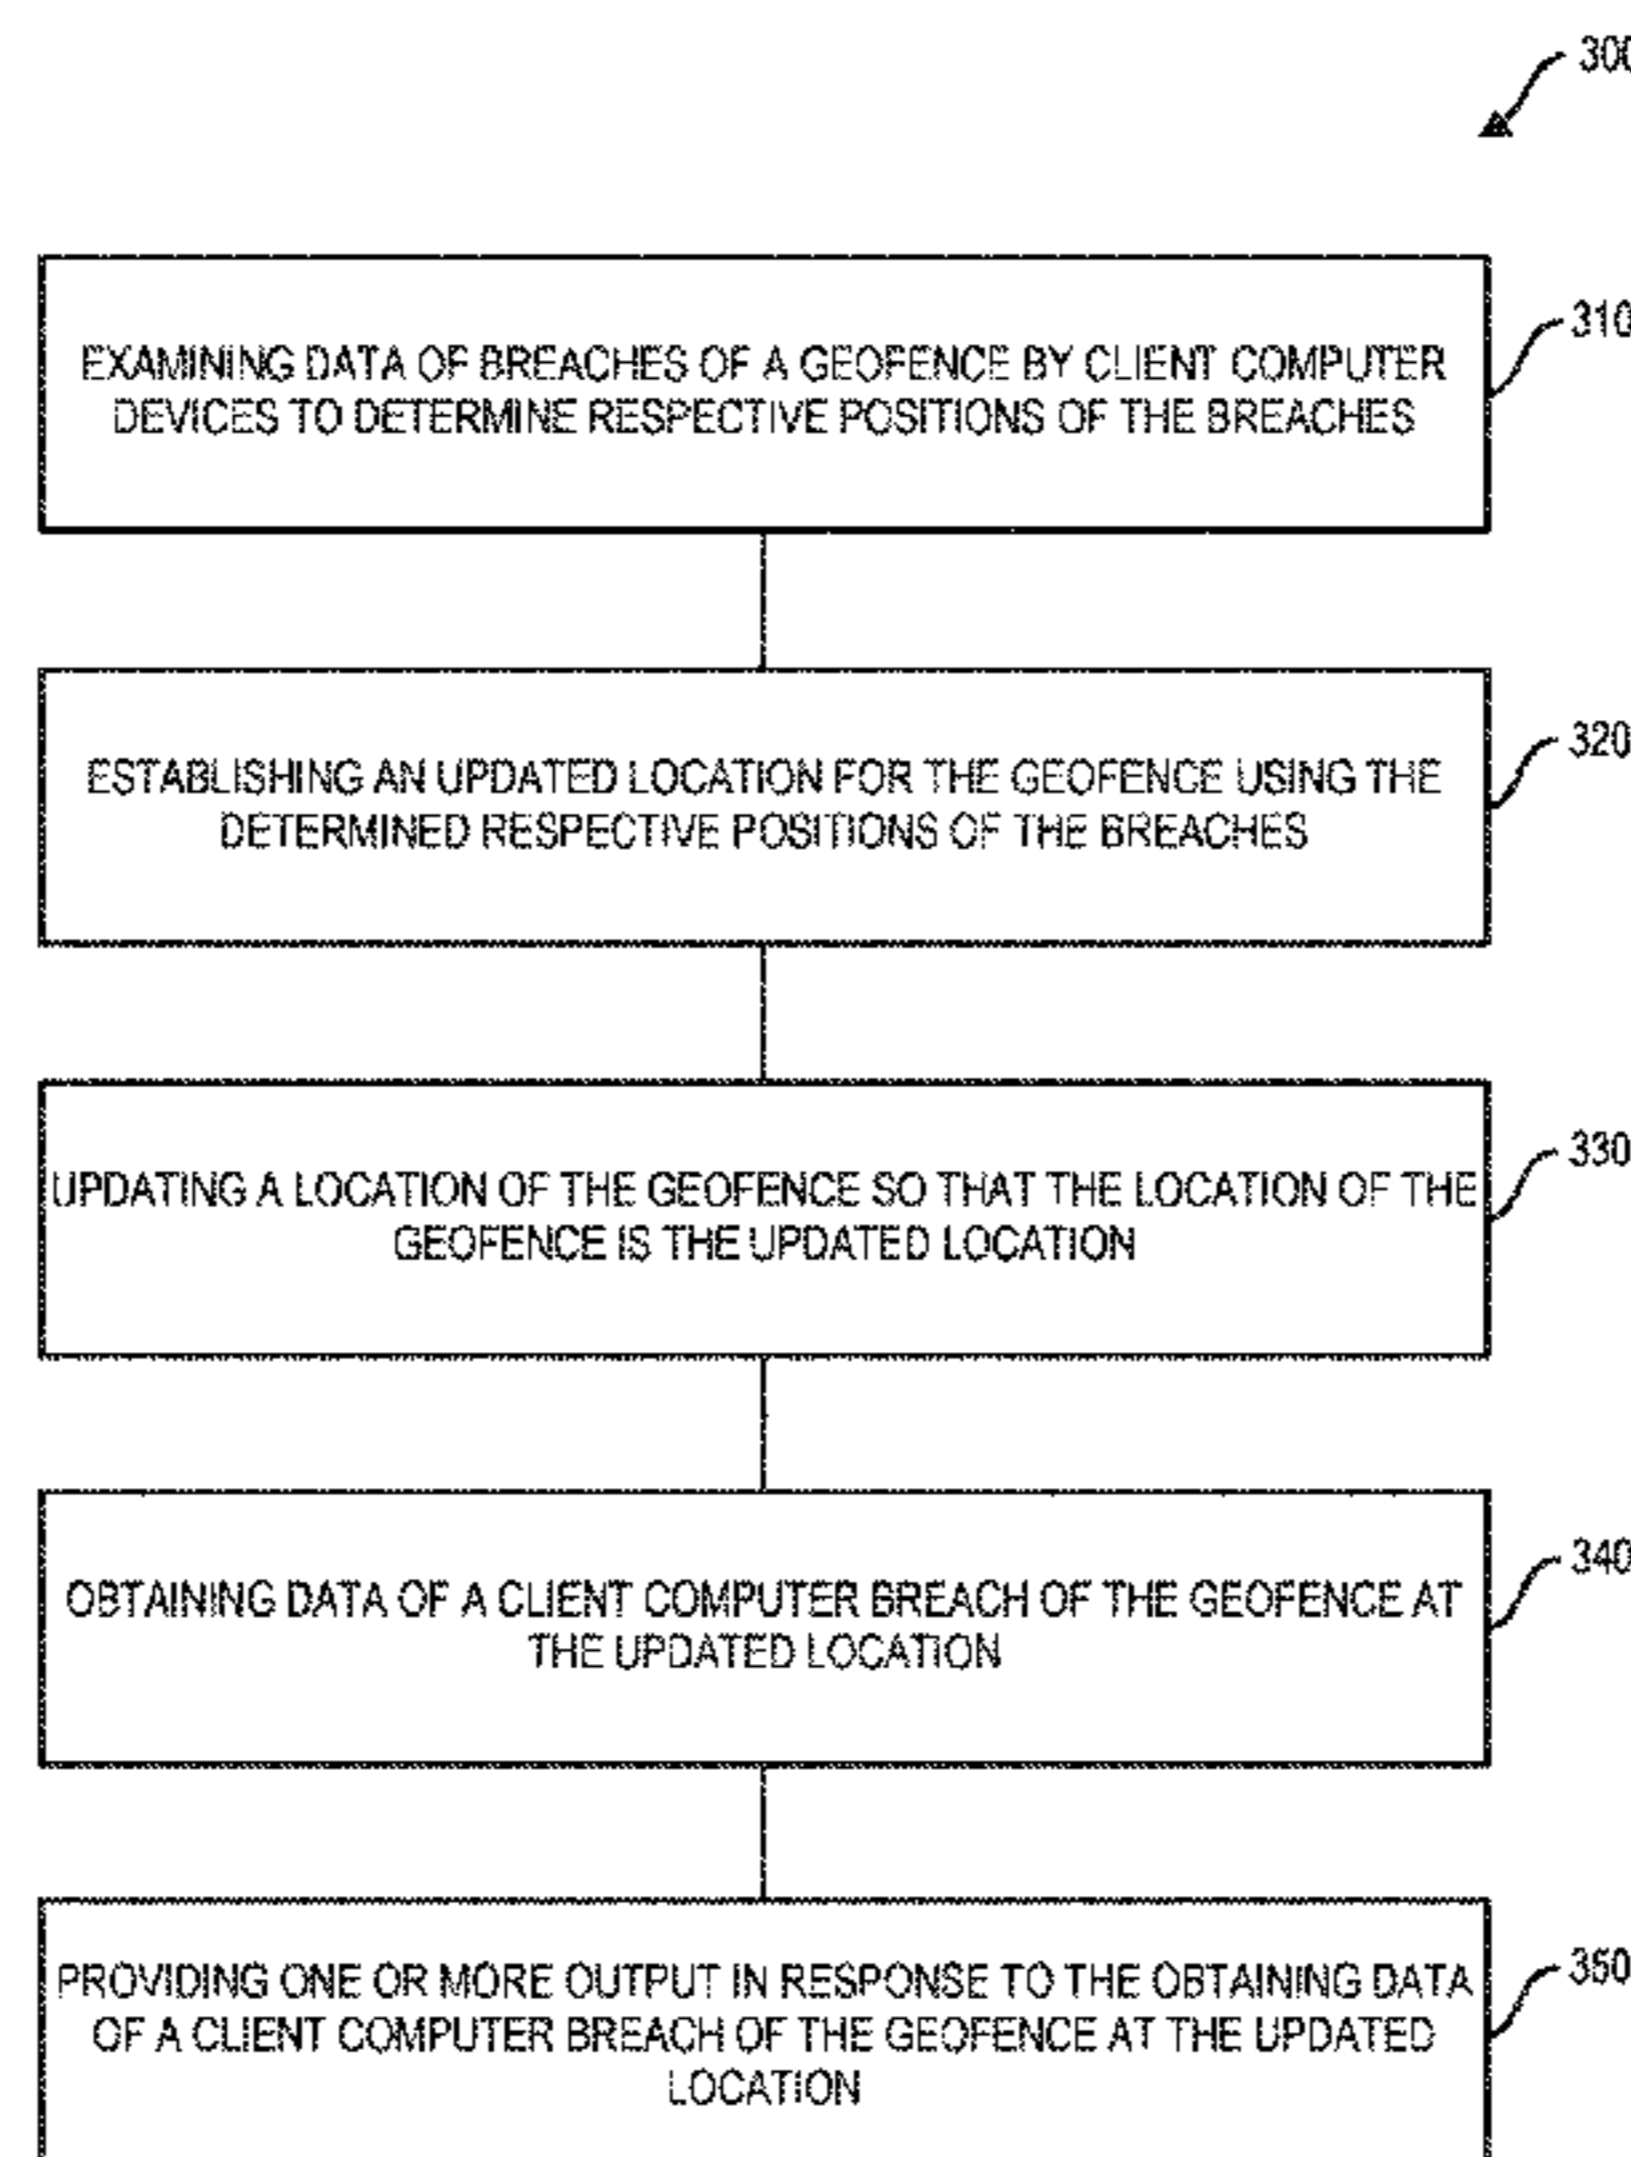 300
EXAMINING DATA OF BREACHES OF A GEOFENCE BY CLIENT COMPUTER
DEVICES TO DETERMINE RESPECTIVE POSITIONS OF THE BREACHES
310
ESTABLISHING AN UPDATED LOCATION FOR THE GEOFENCE USING THE
DETERMINED RESPECTIVE POSITIONS OF THE BREACHES
320
UPDATING A LOCATION OF THE GEOFENCE SO THAT THE LOCATION OF THE
GEOFENCE IS THE UPDATED LOCATION
330
OBTAINING DATA OF A CLIENT COMPUTER BREACH OF THE GEOFENCE AT
THE UPDATED LOCATION
340
PROVIDING ONE OR MORE OUTPUT IN RESPONSE TO THE OBTAINING DATA
OF A CLIENT COMPUTER BREACH OF THE GEOFENCE AT THE UPDATED
LOCATION
350